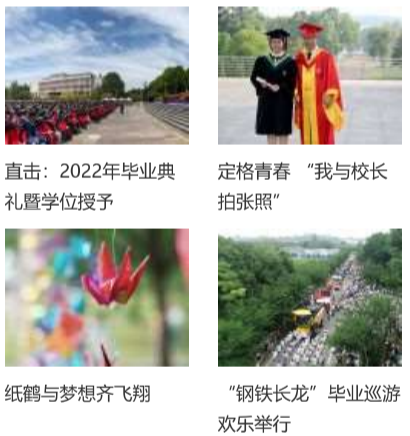 直击：2022年毕业典
礼暨学位授予
定格青春 “我与校长
拍张照”
纸鹤与梦想齐飞翔
“钢铁长龙”毕业巡游
欢乐举行